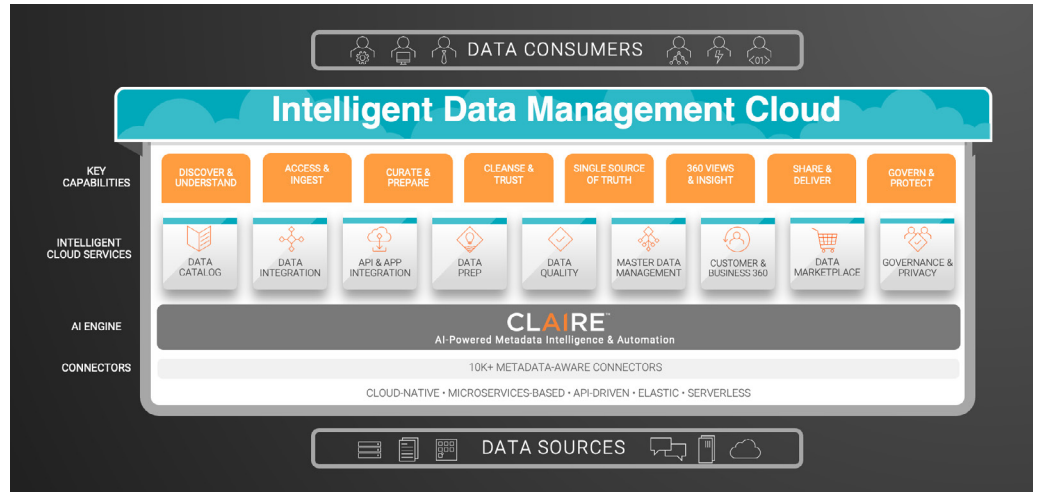 DATA CONSUMERS
<01>
Intelligent Data Management Cloud
KEY
CAPABILITIES
DISCOVER &
UNDERSTAND
ACCESS &
INGEST
CURATE &
PREPARE
CLEANSE &
TRUST
SINGLE SOURCE
OF TRUTH
360 VIEWS
& INSIGHT
SHARE &
DELIVER
GOVERN &
PROTECT
INTELLIGENT
CLOUD SERVICES
DATA
CATALOG
DATA
INTEGRATION
API & APP
INTEGRATION
DATA
PREP
DATA
QUALITY
MASTER DATA
MANAGEMENT
CUSTOMER &
BUSINESS 360
DATA
MARKETPLACE
GOVERNANCE &
PRIVACY
AI ENGINE
CLAIRE™
AI-Powered Metadata Intelligence & Automation
CONNECTORS
10K+ METADATA-AWARE CONNECTORS
CLOUD-NATIVE • MICROSERVICES-BASED • API-DRIVEN • ELASTIC • SERVERLESS
DATA SOURCES